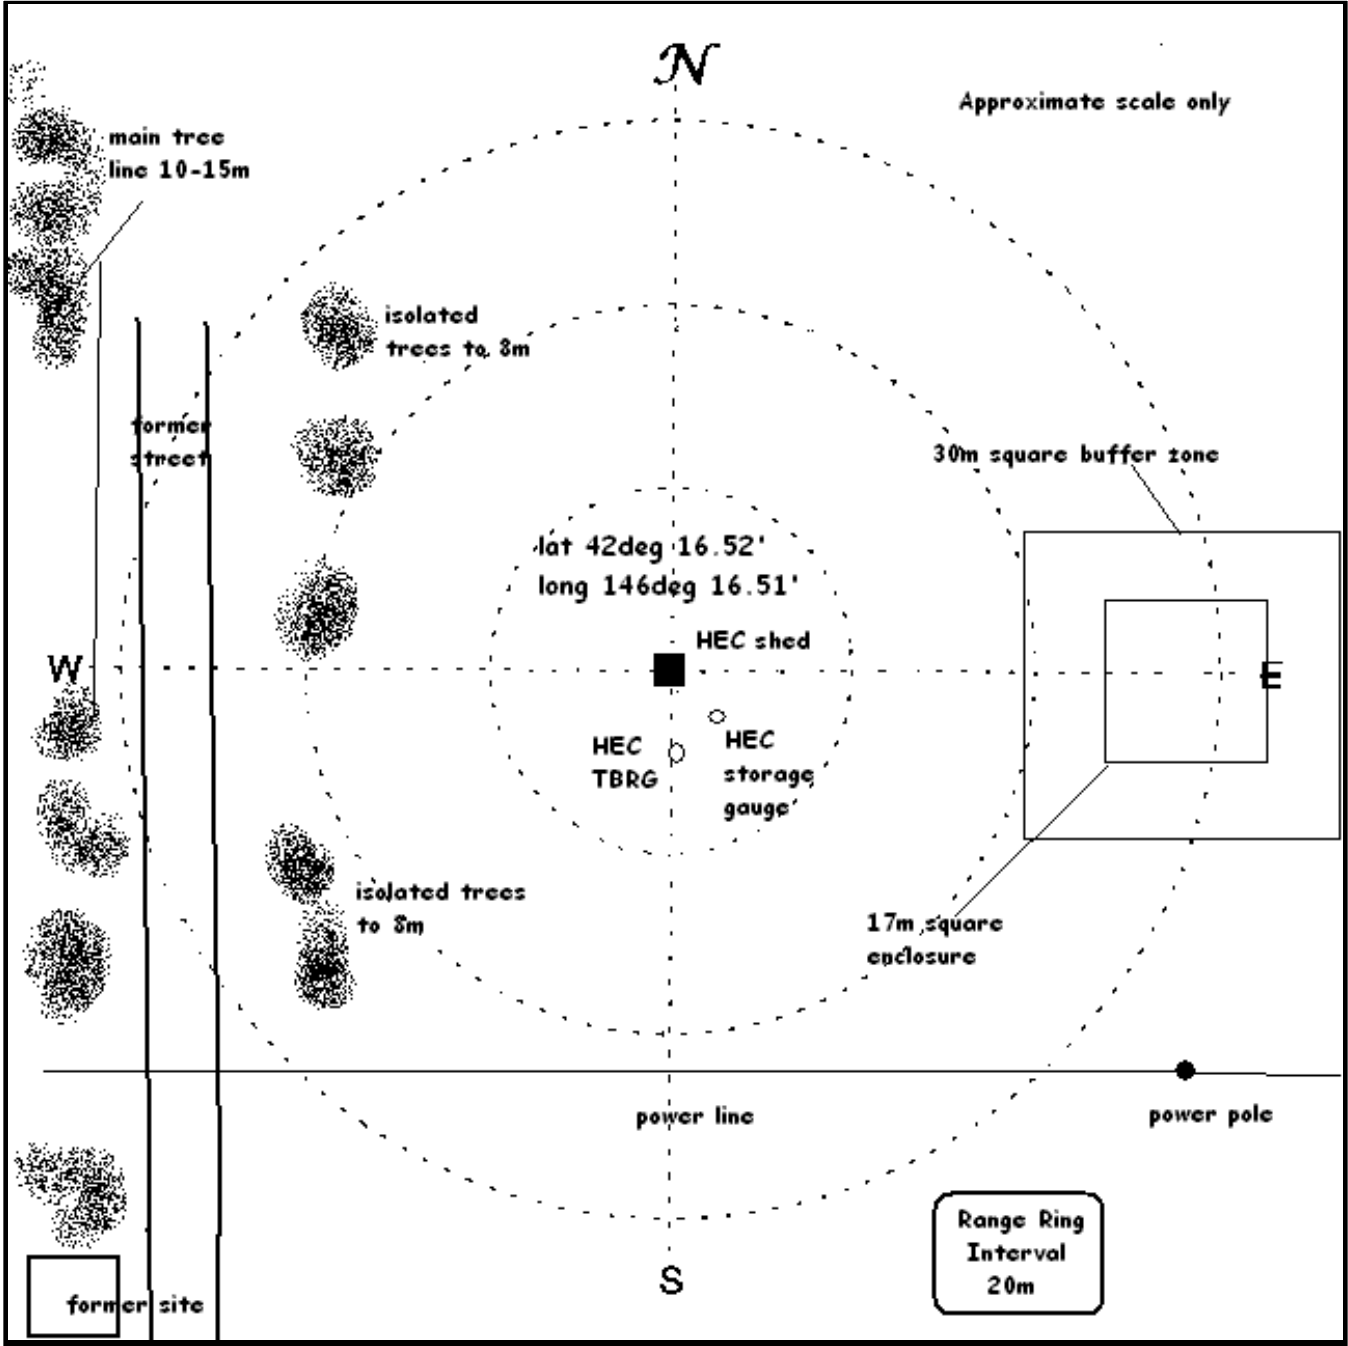 N
Approximate scale only
main tree
line 10-15m
isolated
trees to 8m
former
street
30m square buffer zone
lat 42deg 16.52'
long 146deg 16.51'
HEC shed
W
E
HEC
TBRG
HEC
storage
gauge
isolated trees
to 8m
17m square
enclosure
power line
power pole
Range Ring
Interval
20m
S
former site